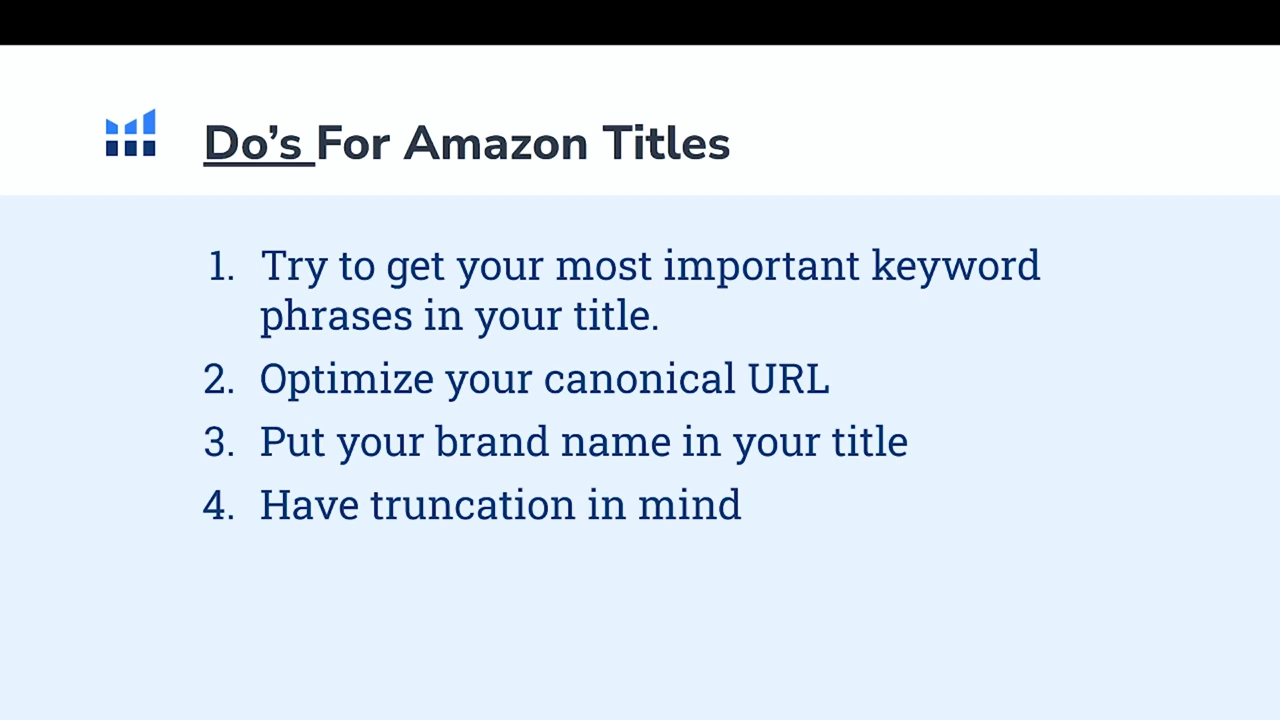 Do’s For Amazon Titles
1. Try to get your most important keyword
phrases in your title.
2. Optimize your canonical URL
3. Put your brand name in your title
4. Have truncation in mind